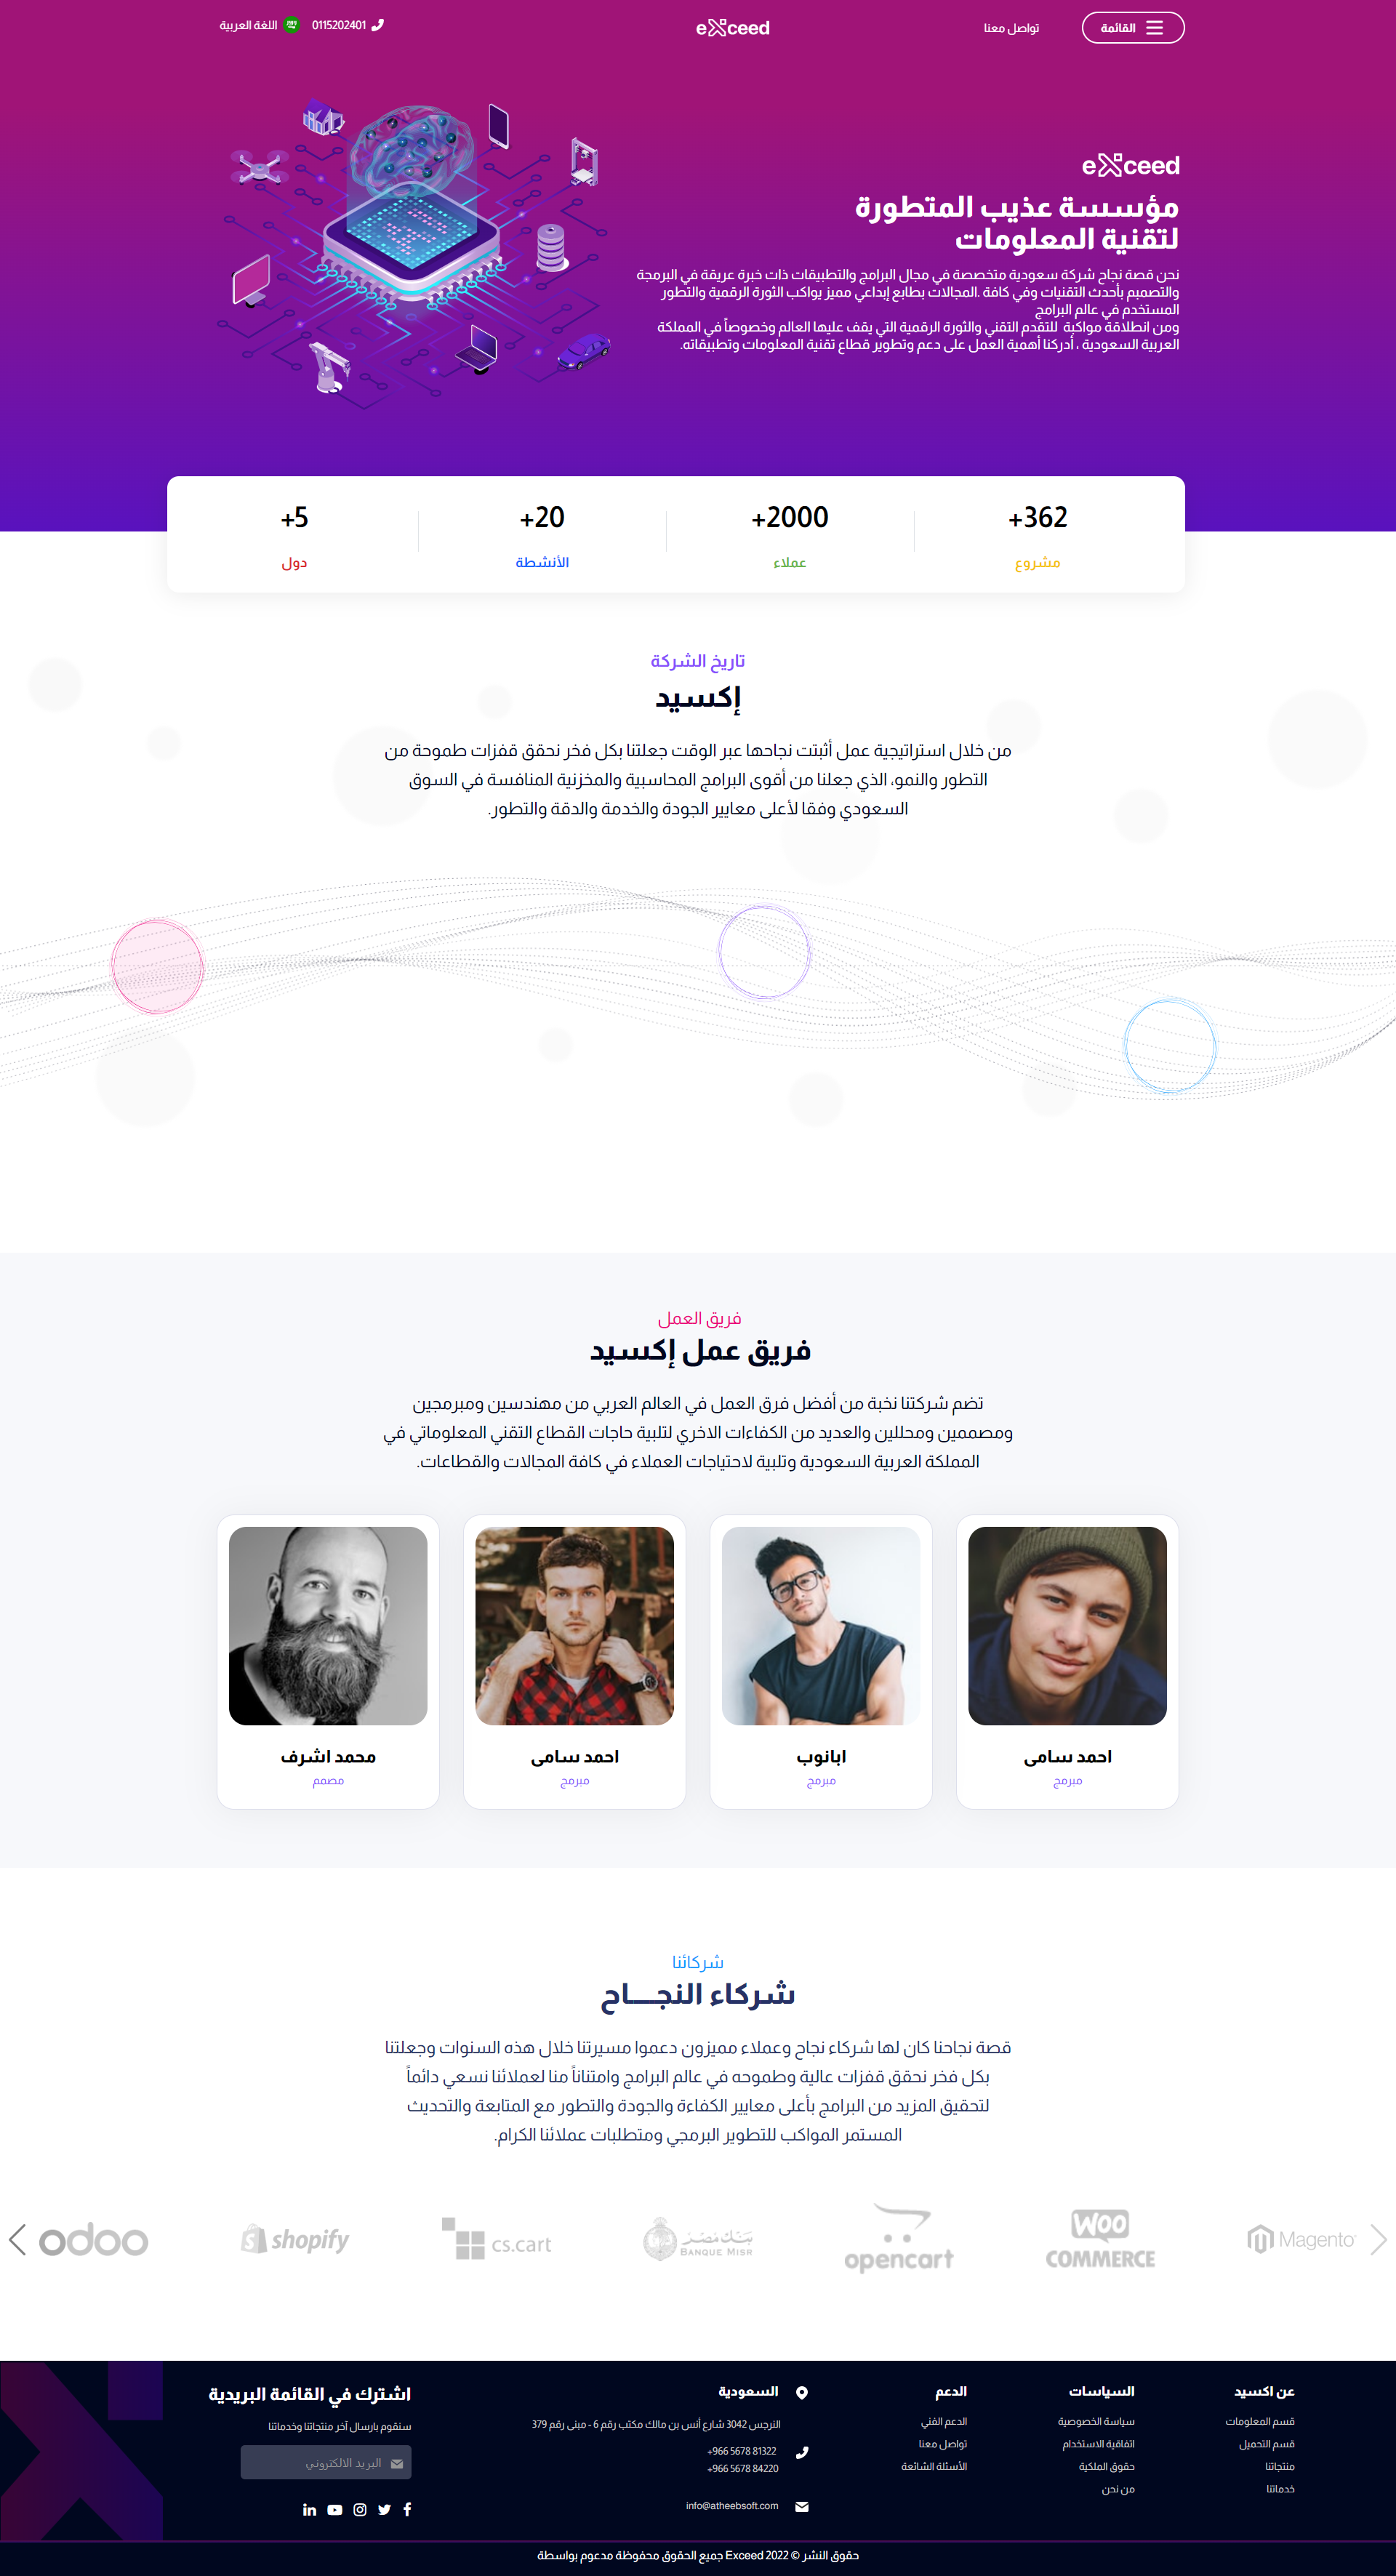 القائمة
تواصل معنا
eXceed
0115202401
اللغة العربية
eXceed
مؤسسة عذيب المتطورة
لتقنية المعلومات
نحن قصة نجاح شركة سعودية متخصصة في مجال البرامج والتطبيقات ذات خبرة عريقة في البرمجة
والتصميم بأحدث التقنيات وفي كافة .المجالات بطابع إبداعي مميز يواكب الثورة الرقمية والتطور
المستخدم في عالم البرامج
ومن انطلاقة مواكبة للتقدم التقني والثورة الرقمية التي يقف عليها العالم وخصوصاً في المملكة
العربية السعودية ، أدركنا أهمية العمل على دعم وتطوير قطاع تقنية المعلومات وتطبيقاته.
+362
مشروع
+2000
عملاء
+20
الأنشطة
+5
دول
تاريخ الشركة
إكسيد
من خلال استراتيجية عمل أثبتت نجاحها عبر الوقت جعلتنا بكل فخر نحقق قفزات طموحة من
التطور والنمو، الذي جعلنا من أقوى البرامج المحاسبية والمخزنية المنافسة في السوق
السعودي وفقا لأعلى معايير الجودة والخدمة والدقة والتطور.
فريق العمل
فريق عمل إكسيد
تضم شركتنا نخبة من أفضل فرق العمل في العالم العربي من مهندسين ومبرمجين
ومصممين ومحللين والعديد من الكفاءات الاخري لتلبية حاجات القطاع التقني المعلوماتي في
المملكة العربية السعودية وتلبية لاحتياجات العملاء في كافة المجالات والقطاعات.
احمد سامى
مبرمج
ابانوب
مبرمج
احمد سامى
مبرمج
محمد اشرف
مصمم
شركائنا
شركاء النجـــاح
قصة نجاحنا كان لها شركاء نجاح وعملاء مميزون دعموا مسيرتنا خلال هذه السنوات وجعلتنا
بكل فخر نحقق قفزات عالية وطموحه في عالم البرامج وامتناناً منا لعملائنا نسعي دائماً
لتحقيق المزيد من البرامج بأعلى معايير الكفاءة والجودة والتطور مع المتابعة والتحديث
المستمر المواكب للتطوير البرمجي ومتطلبات عملائنا الكرام.
Magento
WOO
COMMERCE
opencart
بنك مصر
BANQUE MISR
cs.cart
shopify
odoo
عن اكسيد
قسم المعلومات
قسم التحميل
منتجاتنا
خدماتنا
السياسات
سياسة الخصوصية
اتفاقية الاستخدام
حقوق الملكية
من نحن
الدعم
الدعم الفني
تواصل معنا
الأسئلة الشائعة
السعودية
النرجس 3042 شارع أنس بن مالك مكتب رقم 6 - مبنى رقم 379
+966 5678 81322
+966 5678 84220
info@atheebsoft.com
اشترك في القائمة البريدية
سنقوم بارسال آخر منتجاتنا وخدماتنا
البريد الالكتروني
حقوق النشر © 2022 Exceed جميع الحقوق محفوظة مدعوم بواسطة